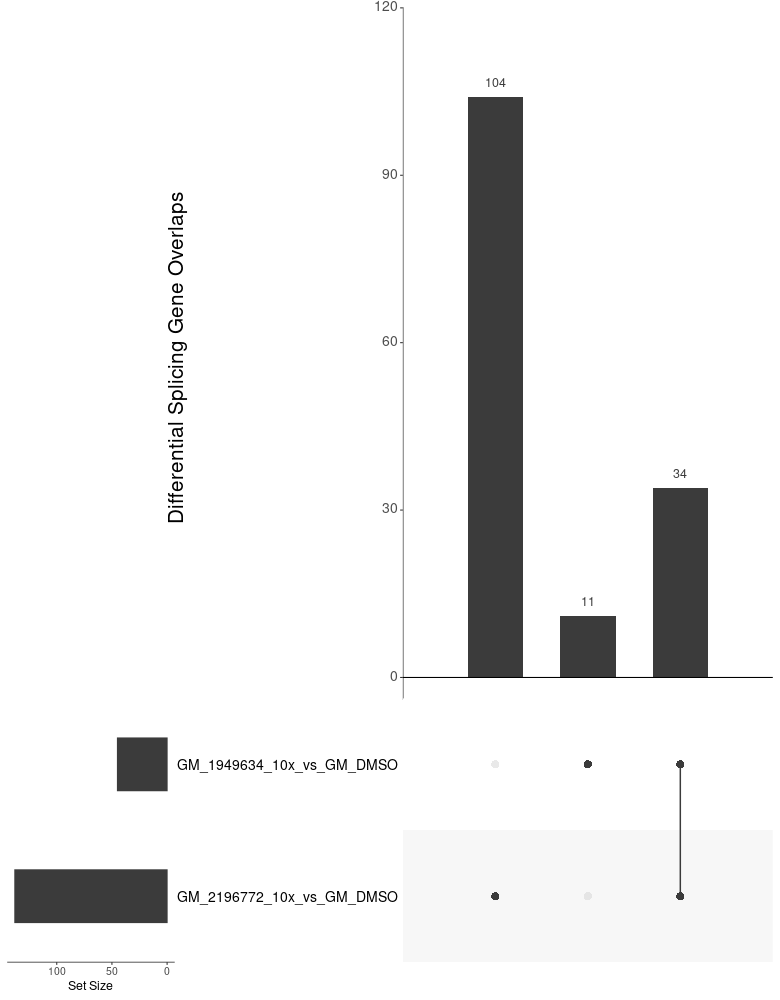 120
104
90
Differential Splicing Gene Overlaps
60
34
30
11
0
GM_1949634_10x_vs_GM_DMSO
GM_2196772_10x_vs_GM_DMSO
100 50 0
Set Size